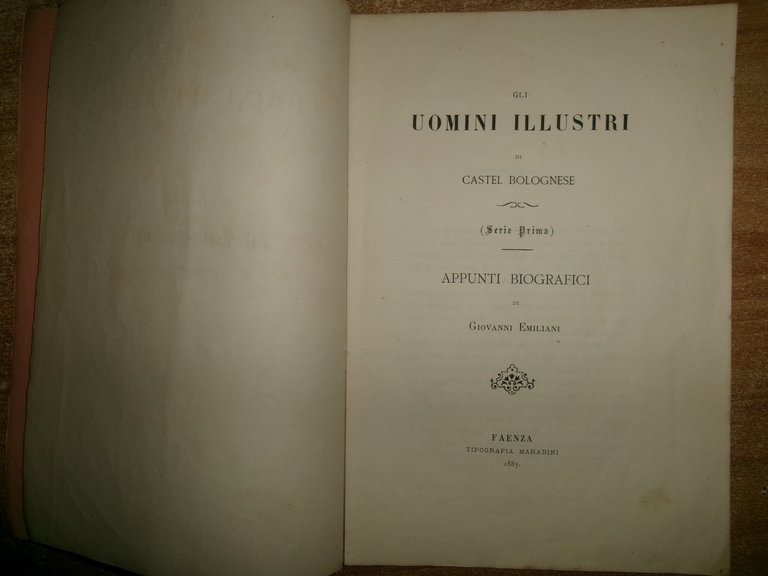 GLI
UOMINI ILLUSTRI
DI
CASTEL BOLOGNESE
(Serie Prima)
APPUNTI BIOGRAFICI
DI
GIOVANNI EMILIANI
FAENZA
TIPOGRAFIA MARABINI